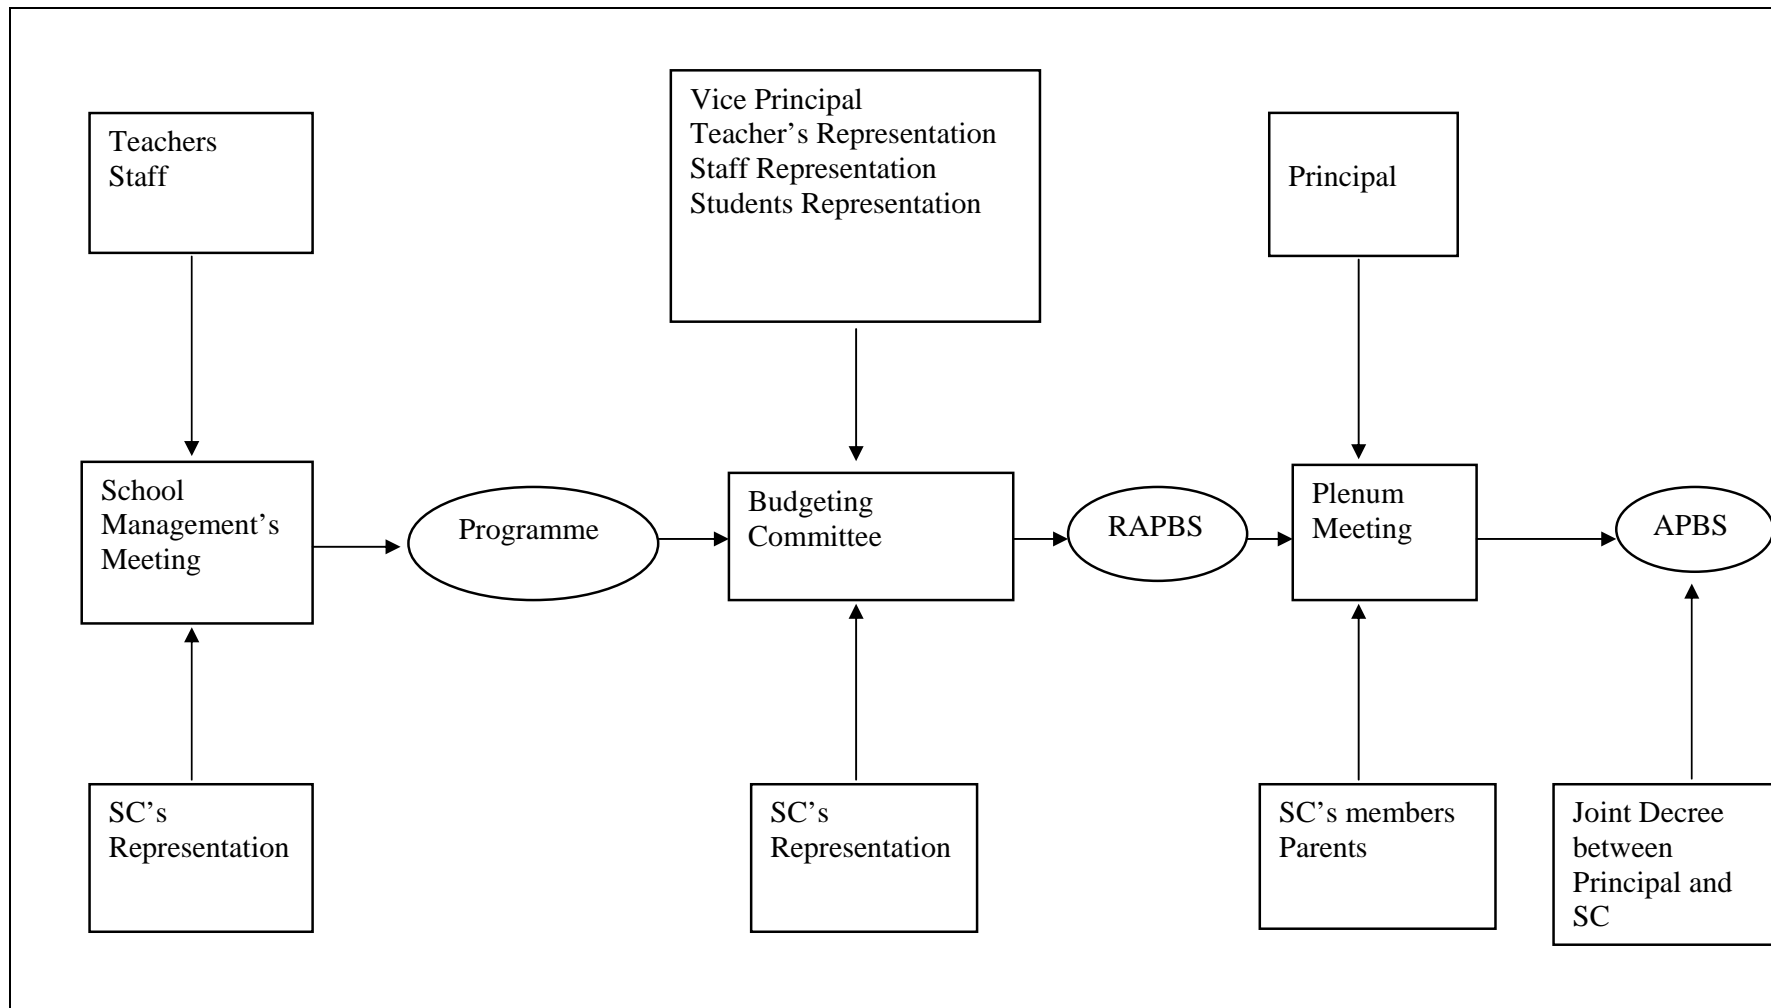 Teachers
Staff
Vice Principal
Teacher’s Representation
Staff Representation
Students Representation
Principal
School
Management’s
Meeting
Programme
Budgeting
Committee
RAPBS
Plenum
Meeting
APBS
SC’s
Representation
SC’s
Representation
SC’s members
Parents
Joint Decree
between
Principal and
SC